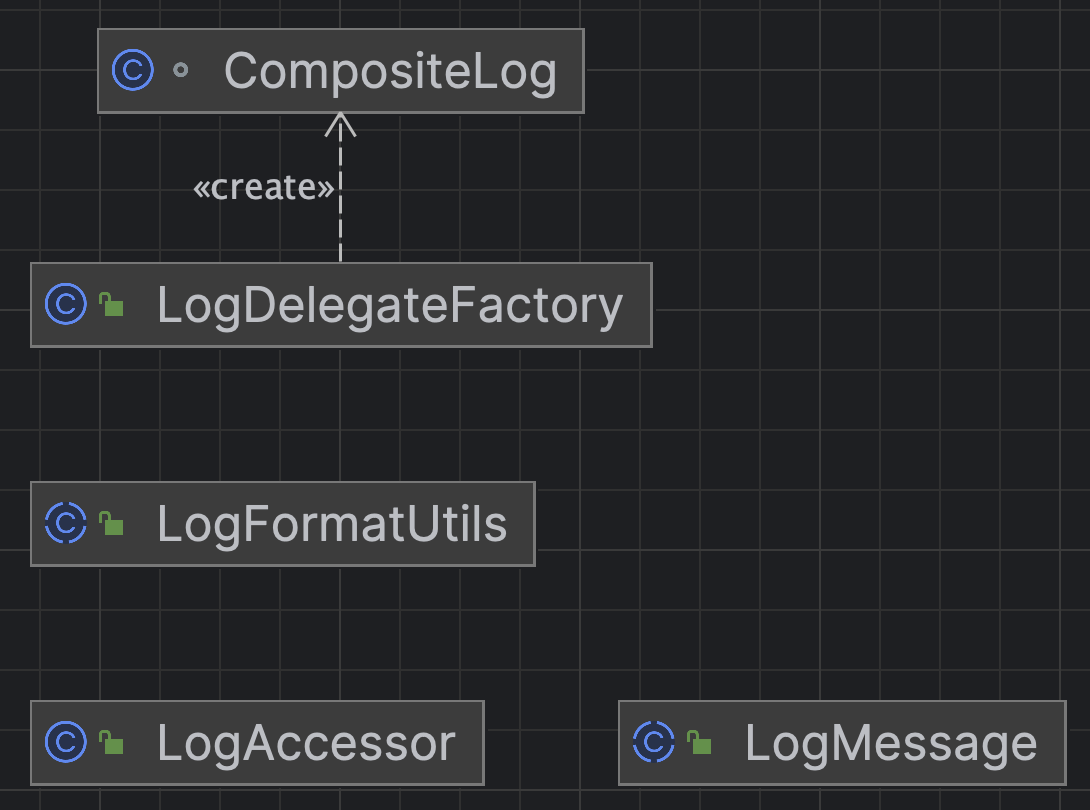 CompositeLog
«create»
LogDelegateFactory
LogFormatUtils
LogAccessor
LogMessage